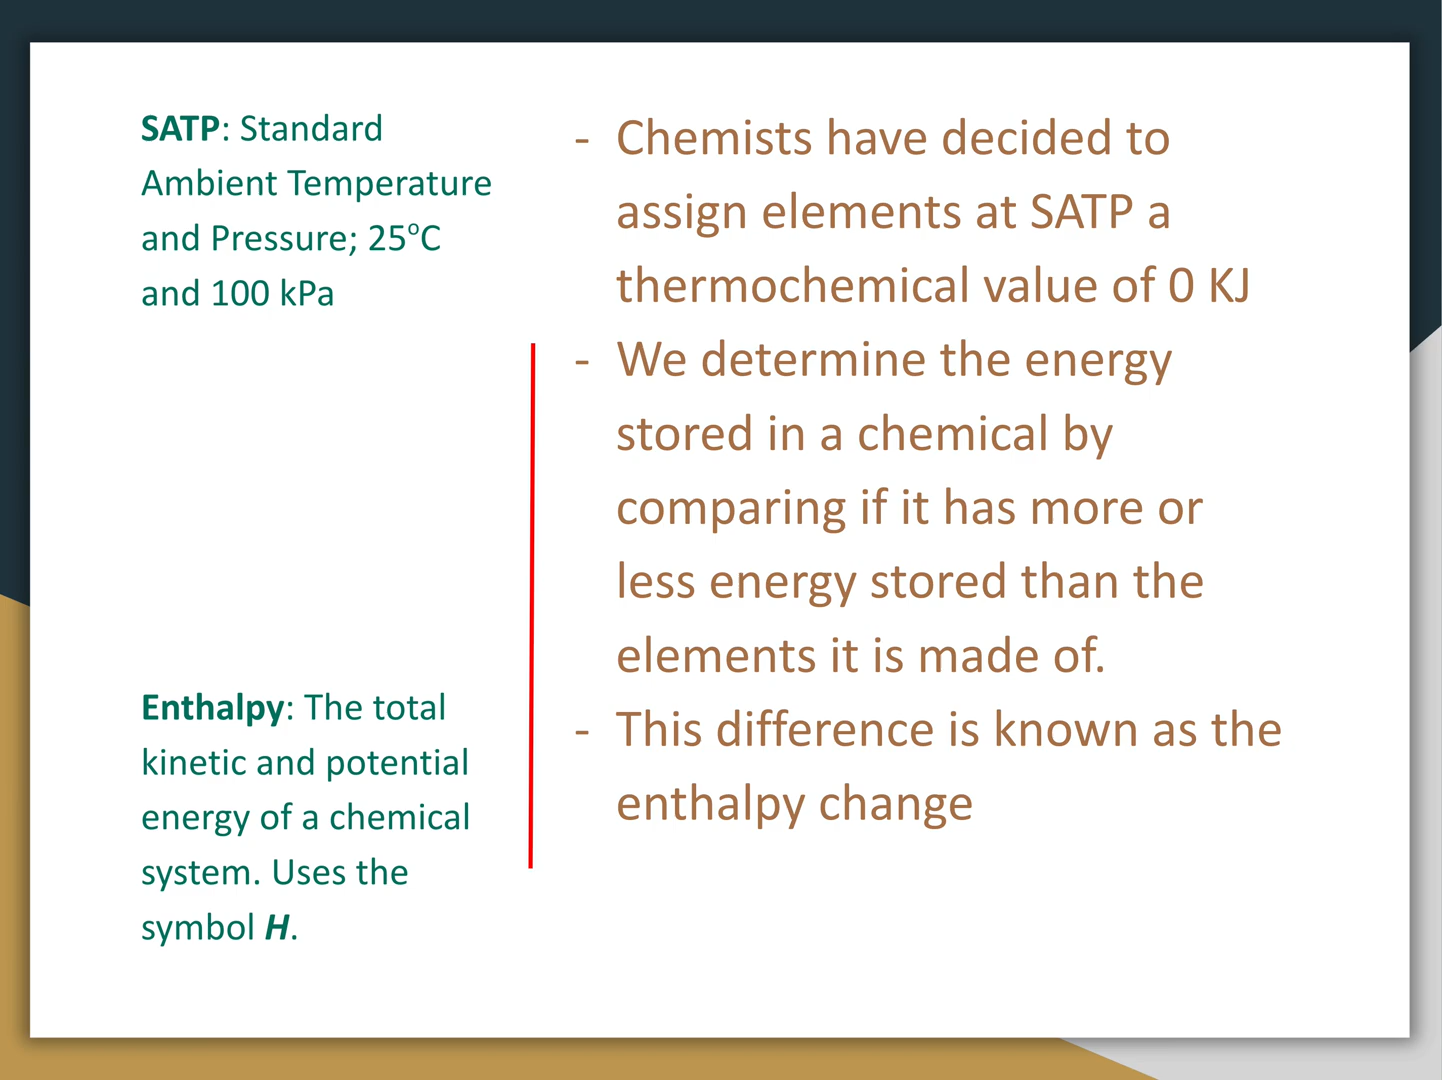 SATP: Standard
Ambient Temperature
and Pressure; 25°C
and 100 kPa
Enthalpy: The total
kinetic and potential
energy of a chemical
system. Uses the
symbol H.
- Chemists have decided to
assign elements at SATP a
thermochemical value of 0 KJ
- We determine the energy
stored in a chemical by
comparing if it has more or
less energy stored than the
elements it is made of.
- This difference is known as the
enthalpy change